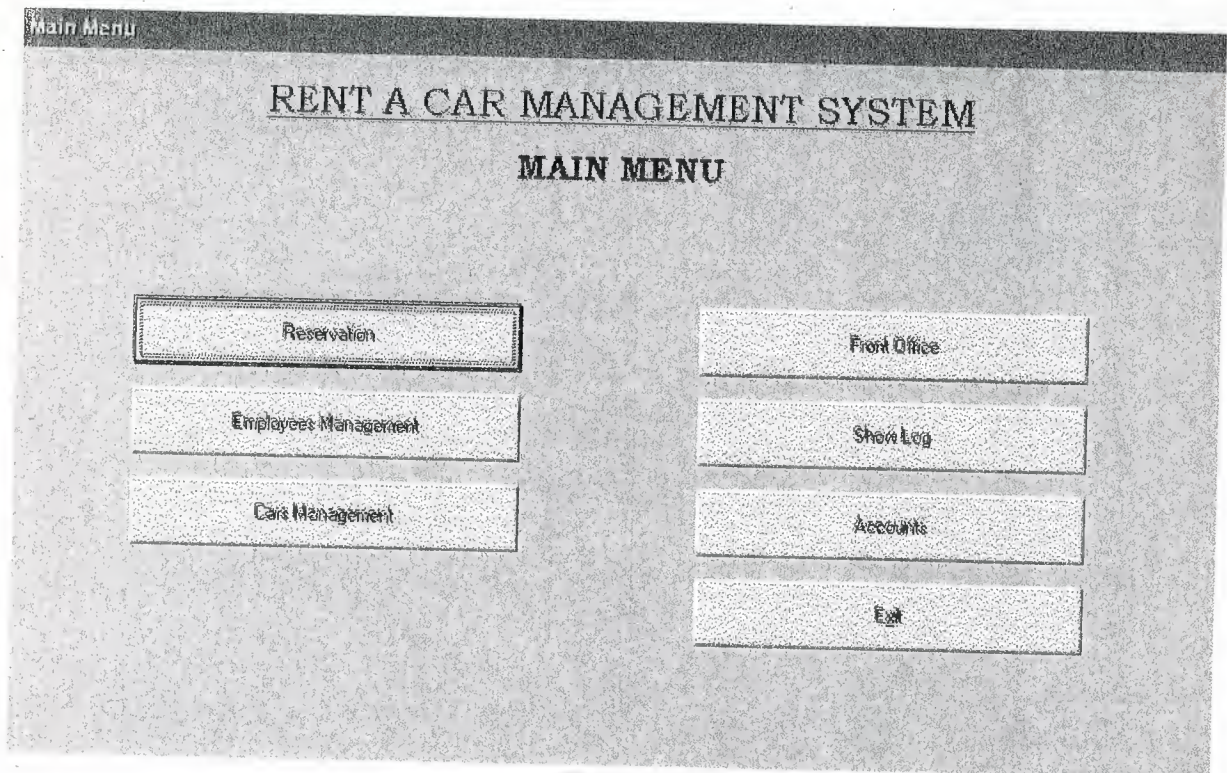 Main Menu
RENT A CAR MANAGEMENT SYSTEM
MAIN MENU
Reservation
Employees Management
Cars Management
Front Office
Show Log
Accounts
Exit